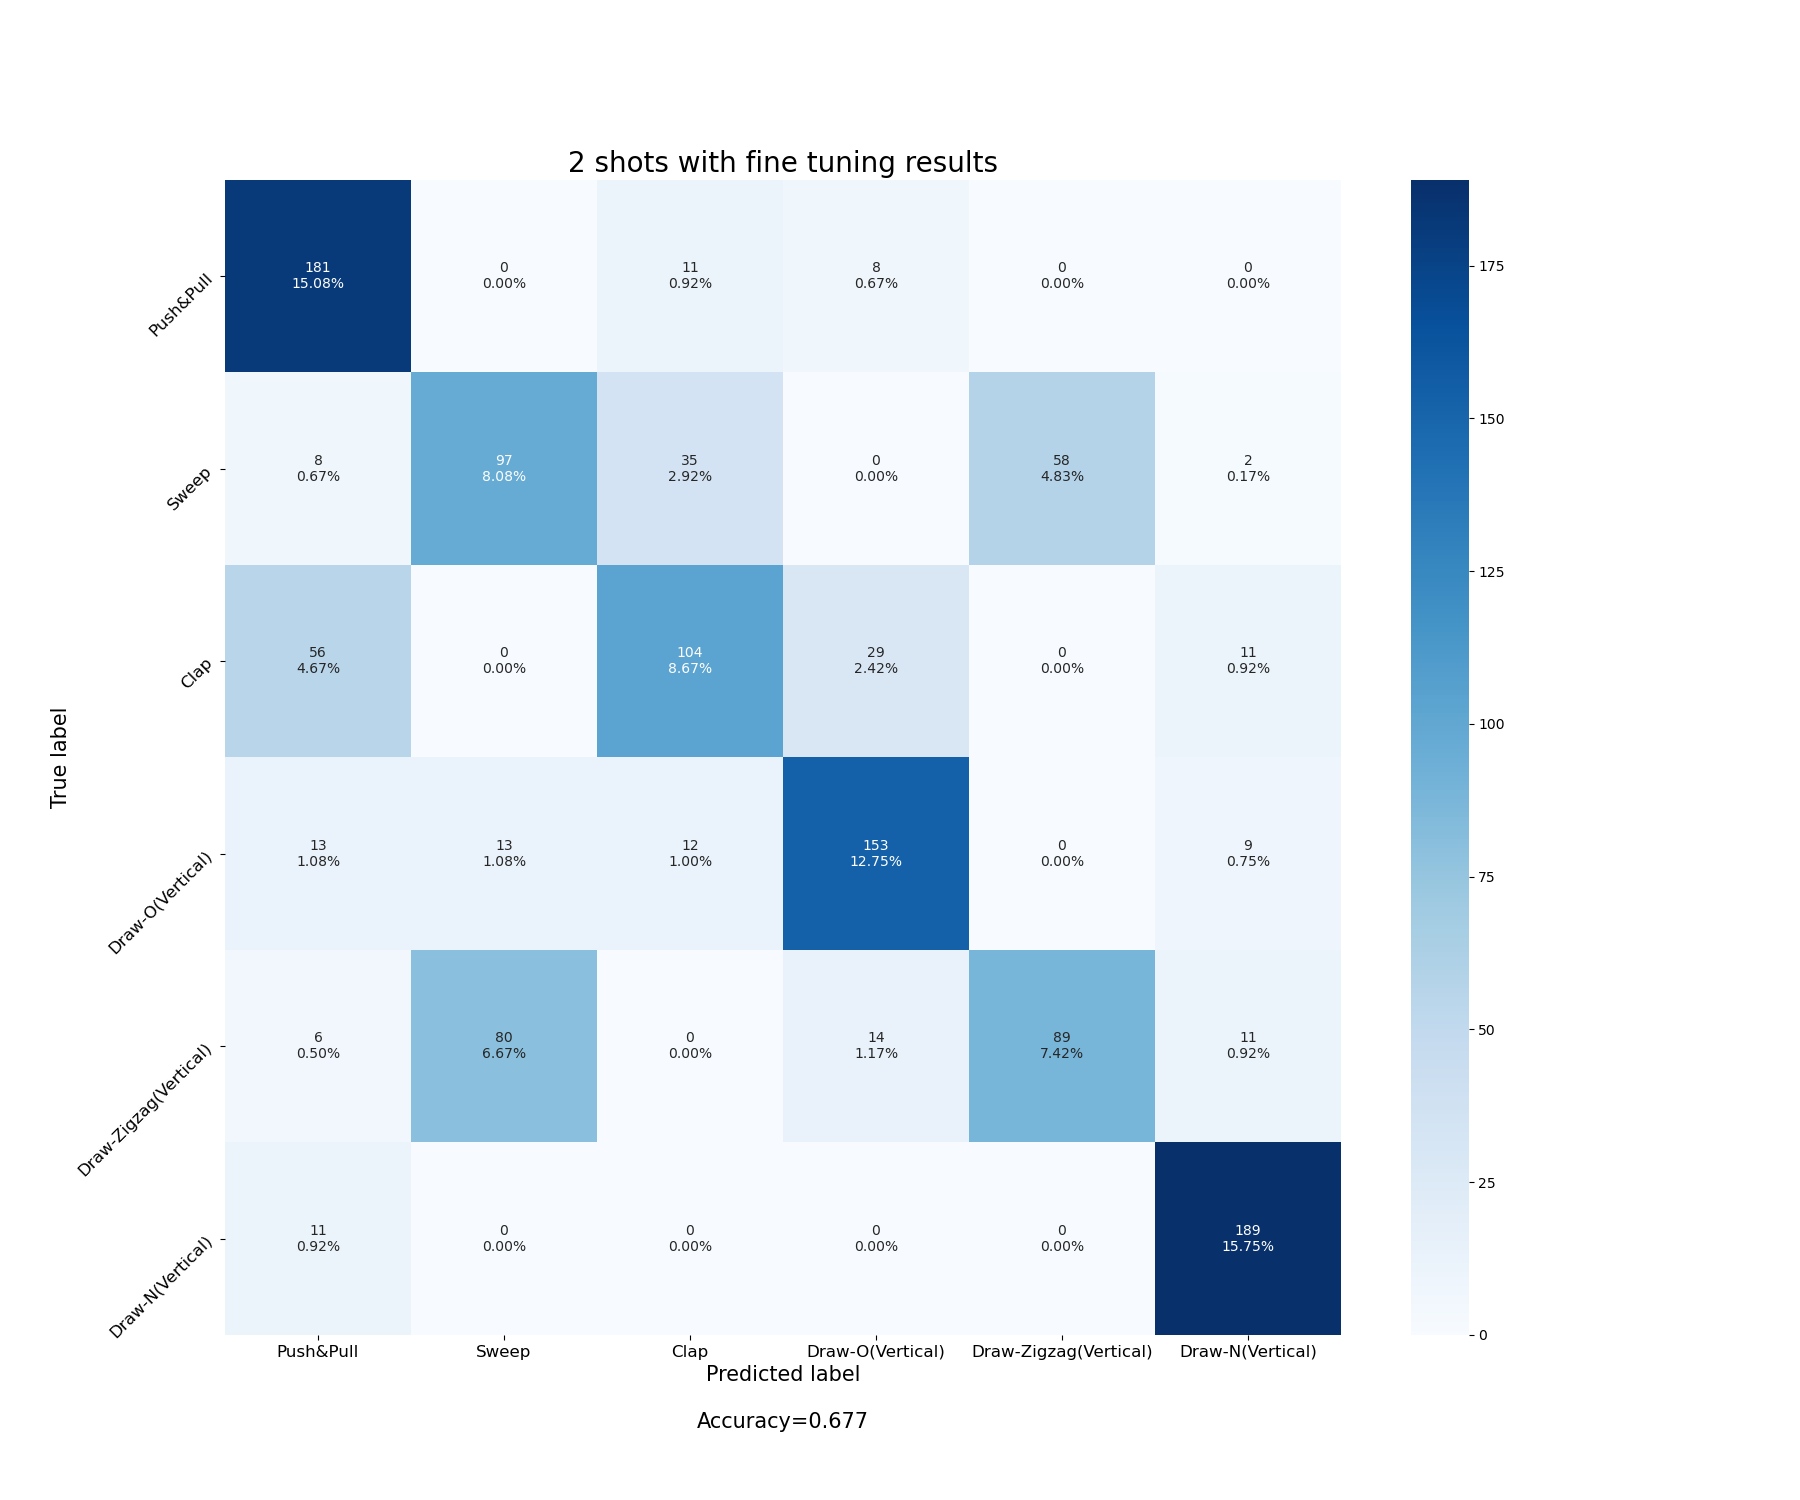 2 shots with fine tuning results
Push&Pull
181 0 11 8 0 0
15.08% 0.00% 0.92% 0.67% 0.00% 0.00%
Sweep
8 97 35 0 58 2
0.67% 8.08% 2.92% 0.00% 4.83% 0.17%
Clap
56 0 104 29 0 11
4.67% 0.00% 8.67% 2.42% 0.00% 0.92%
Draw-O(Vertical)
13 13 12 153 0 9
1.08% 1.08% 1.00% 12.75% 0.00% 0.75%
Draw-Zigzag(Vertical)
6 80 0 14 89 11
0.50% 6.67% 0.00% 1.17% 7.42% 0.92%
Draw-N(Vertical)
11 0 0 0 0 189
0.92% 0.00% 0.00% 0.00% 0.00% 15.75%
True label
Push&Pull Sweep Clap Draw-O(Vertical) Draw-Zigzag(Vertical) Draw-N(Vertical)
Predicted label
Accuracy=0.677
175
150
125
100
75
50
25
0